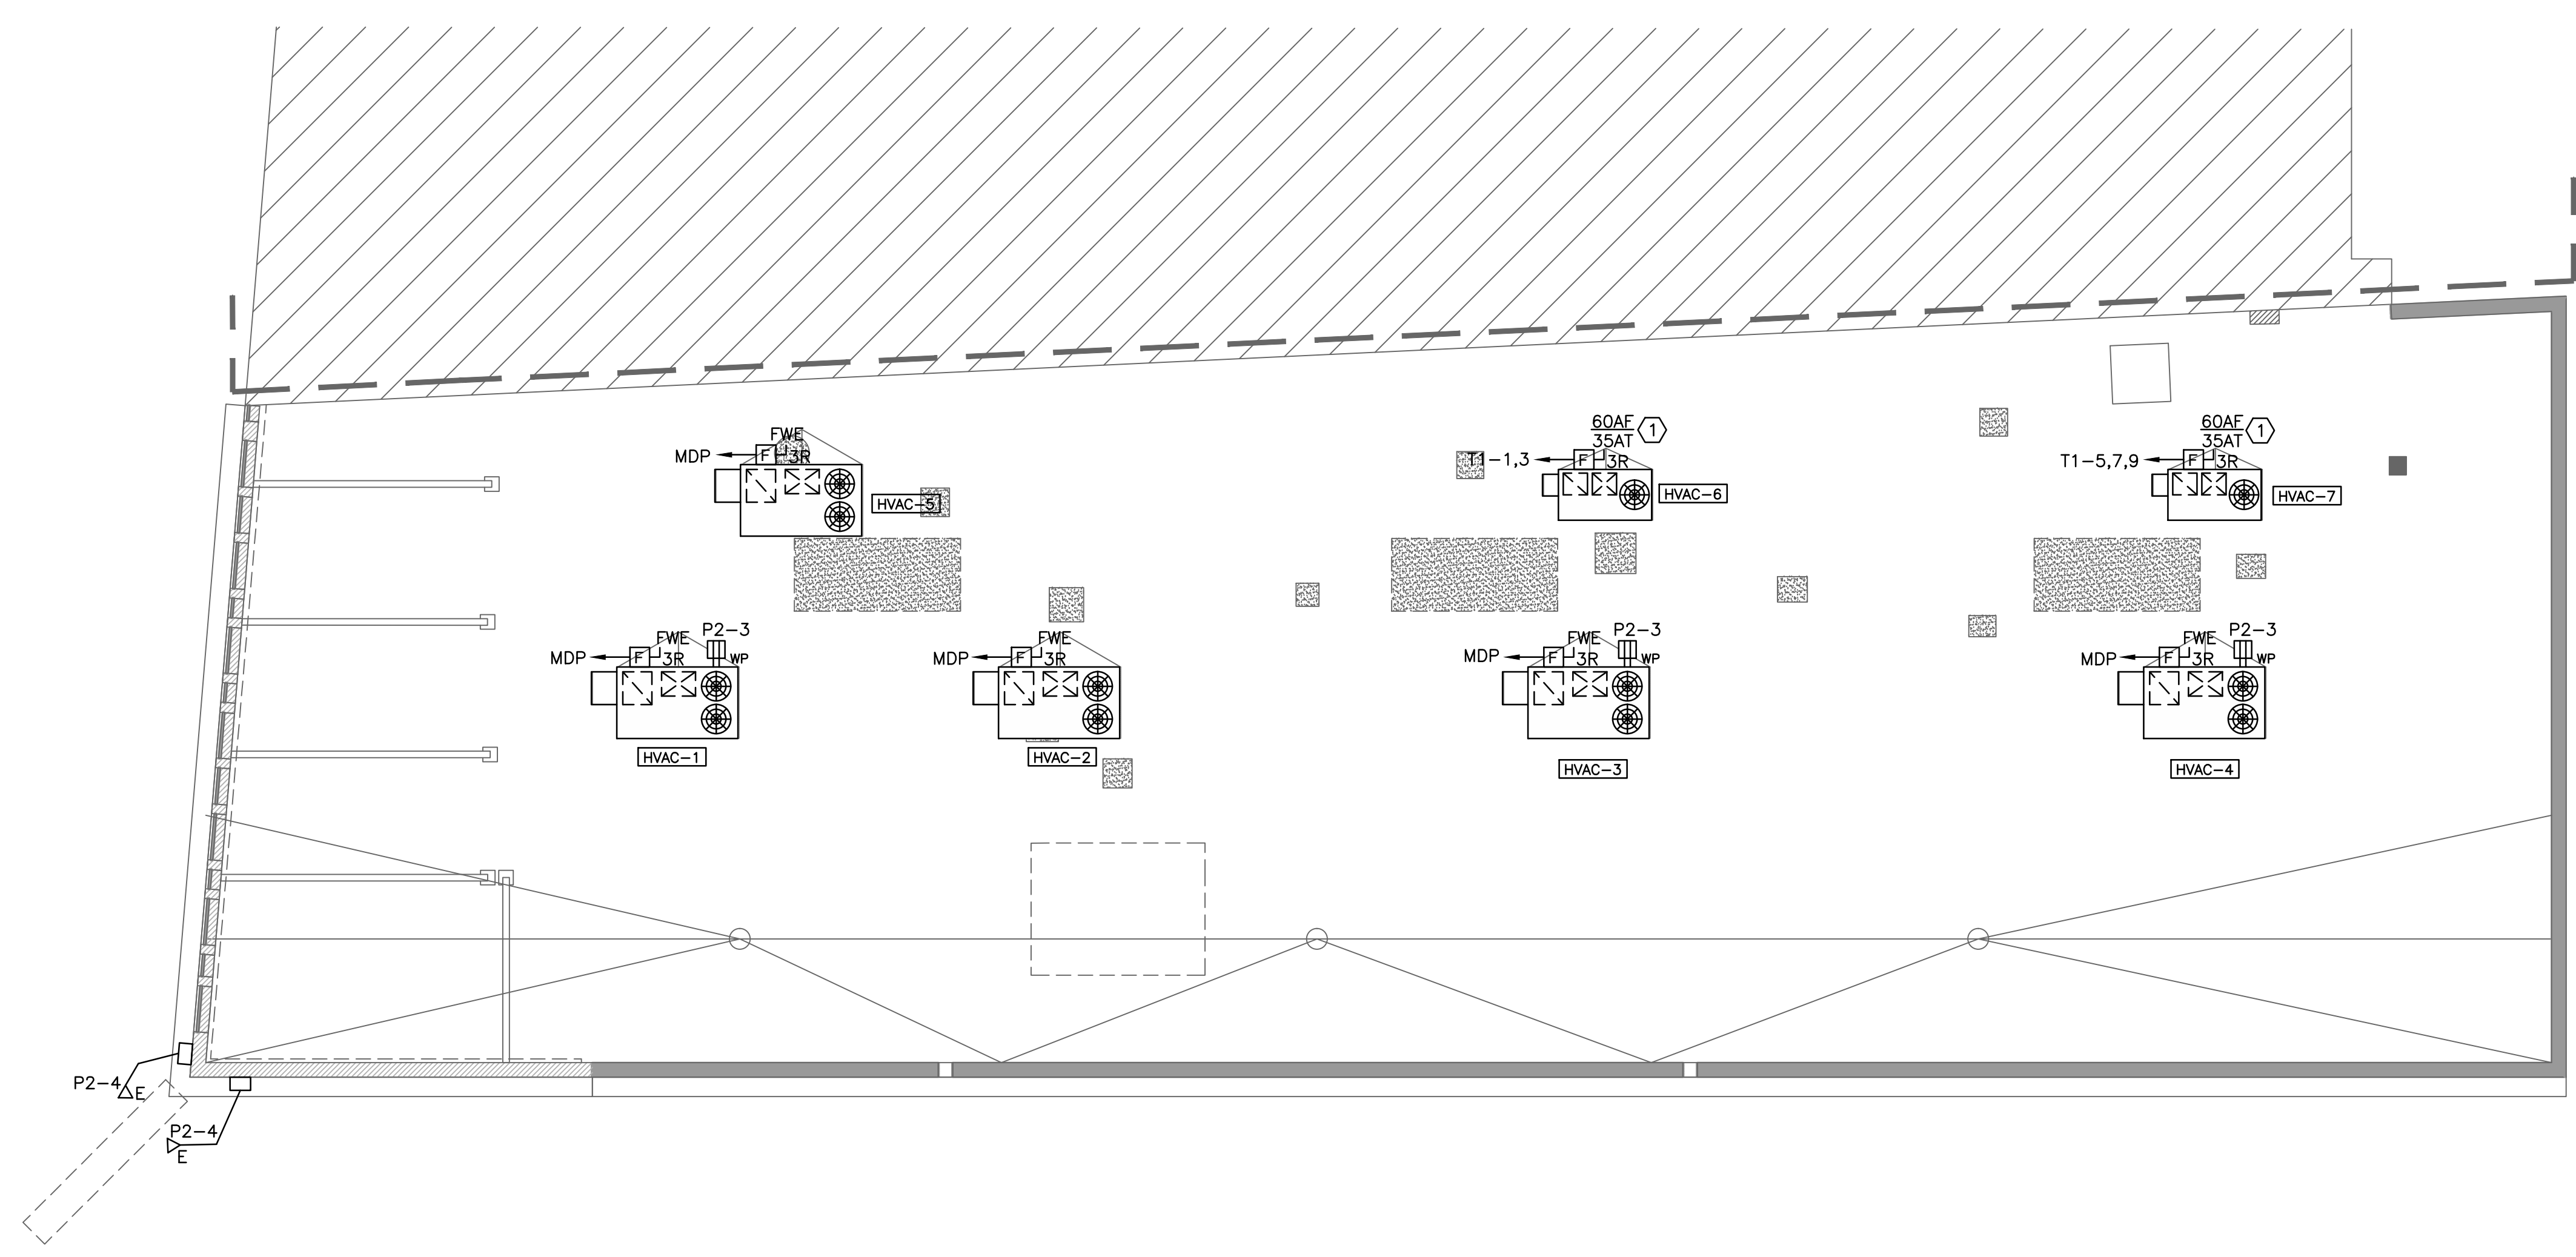 FWE
MDP F 3R
HVAC-5
60AF
35AT 1
T1-1,3 F 3R
HVAC-6
60AF
35AT 1
T1-5,7,9 F 3R
HVAC-7
FWE P2-3
MDP F 3R WP
HVAC-1
FWE
MDP F 3R
HVAC-2
FWE P2-3
MDP F 3R WP
HVAC-3
FWE P2-3
MDP F 3R WP
HVAC-4
P2-4
E
P2-4
E